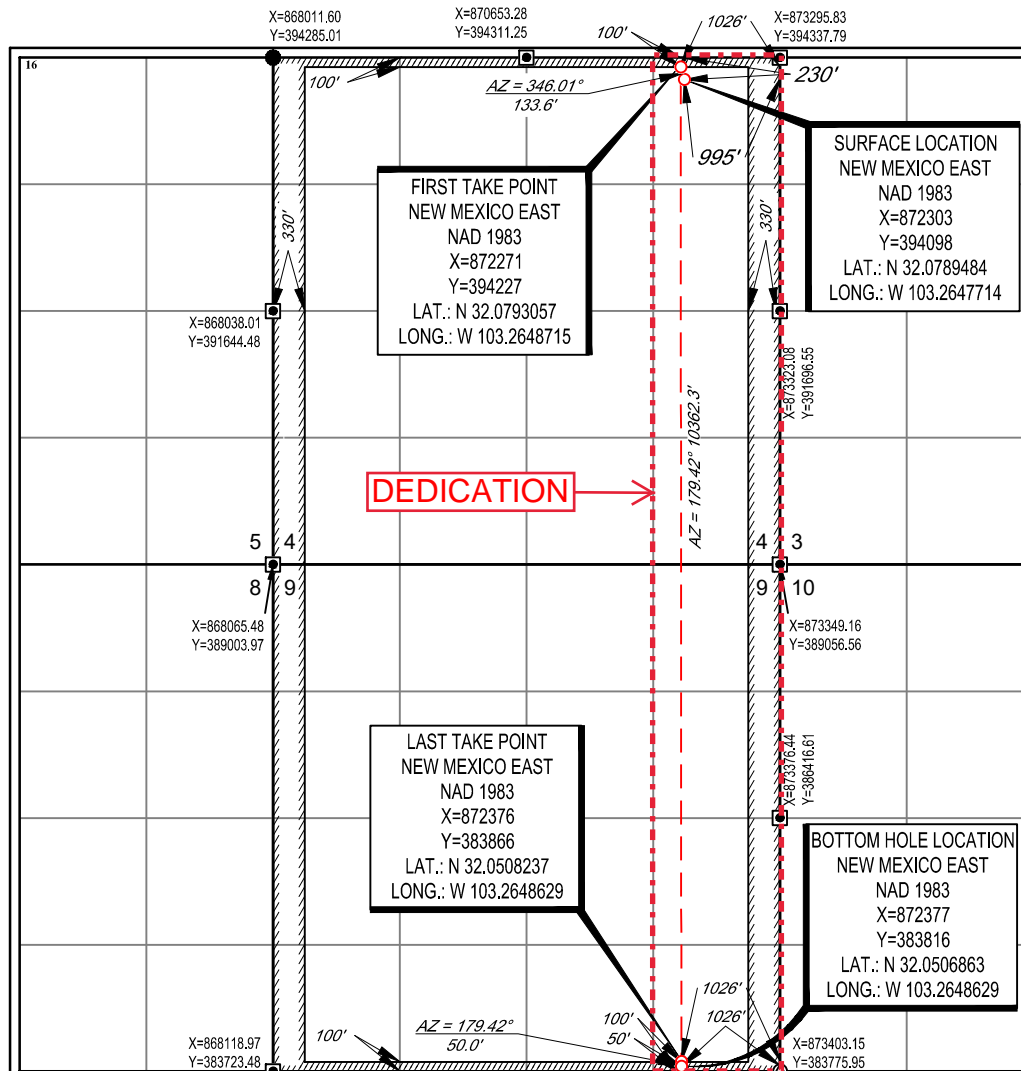 X=868011.60
Y=394285.01
X=870653.28
Y=394311.25
X=873295.83
Y=394337.79
16
100'
1026'
100'
AZ = 346.01°
133.6'
230'
995'
FIRST TAKE POINT
NEW MEXICO EAST
NAD 1983
X=872271
Y=394227
LAT.: N 32.0793057
LONG.: W 103.2648715
SURFACE LOCATION
NEW MEXICO EAST
NAD 1983
X=872303
Y=394098
LAT.: N 32.0789484
LONG.: W 103.2647714
330'
330'
X=868038.01
Y=391644.48
X=873323.08
Y=391696.55
AZ = 179.42° 10362.3'
DEDICATION
5 4
8 9
4 3
9 10
X=868065.48
Y=389003.97
X=873349.16
Y=389056.56
LAST TAKE POINT
NEW MEXICO EAST
NAD 1983
X=872376
Y=383866
LAT.: N 32.0508237
LONG.: W 103.2648629
X=873376.44
Y=386416.61
BOTTOM HOLE LOCATION
NEW MEXICO EAST
NAD 1983
X=872377
Y=383816
LAT.: N 32.0506863
LONG.: W 103.2648629
1026'
1026'
100'
50'
AZ = 179.42°
50.0'
100'
X=868118.97
Y=383723.48
X=873403.15
Y=383775.95